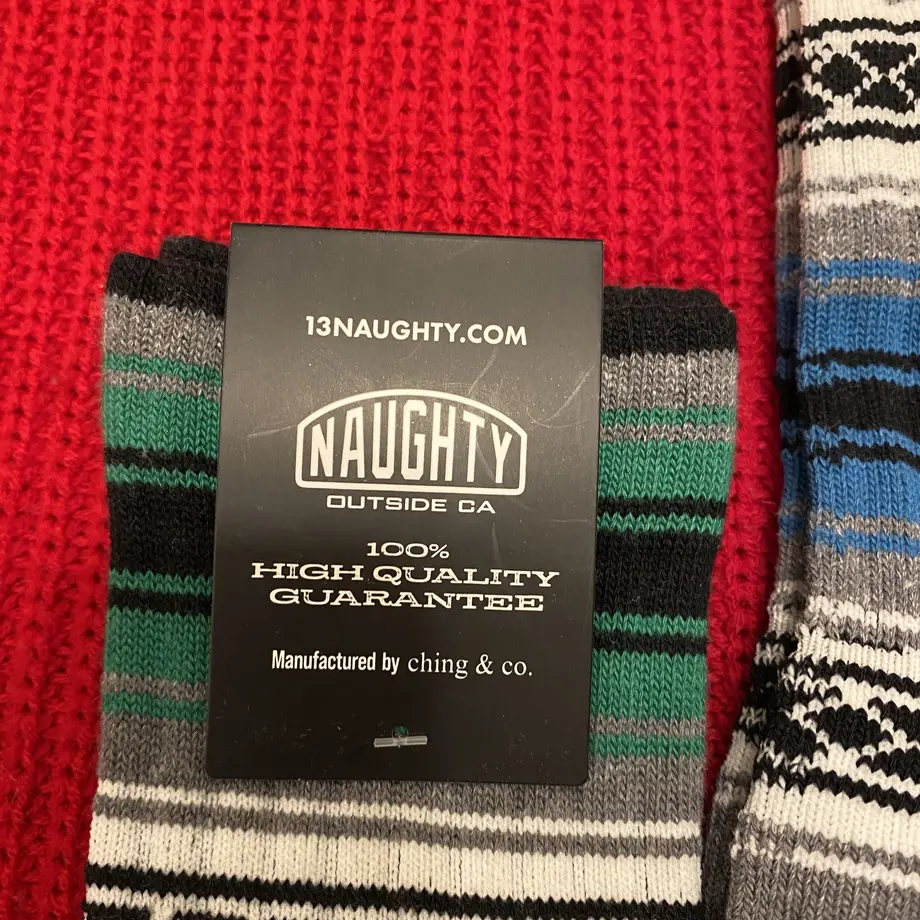 13NAUGHTY.COM
NAUGHTY
OUTSIDE CA
100%
HIGH QUALITY
GUARANTEE
Manufactured by ching & co.